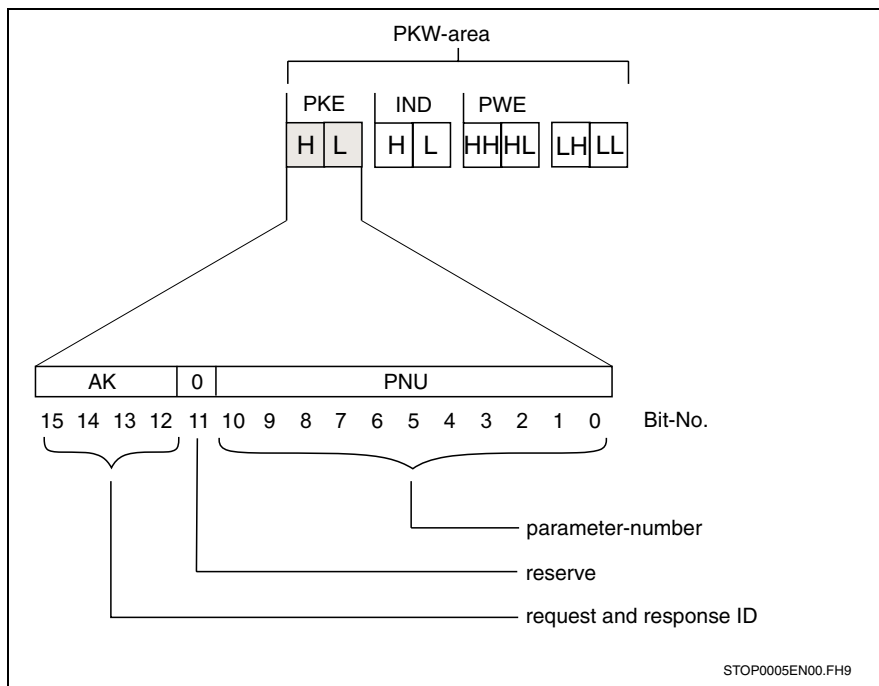 PKW-area
PKE IND PWE
H L H L HH HL LH LL
AK 0 PNU
15 14 13 12 11 10 9 8 7 6 5 4 3 2 1 0 Bit-No.
parameter-number
reserve
request and response ID
STOP0005EN00.FH9